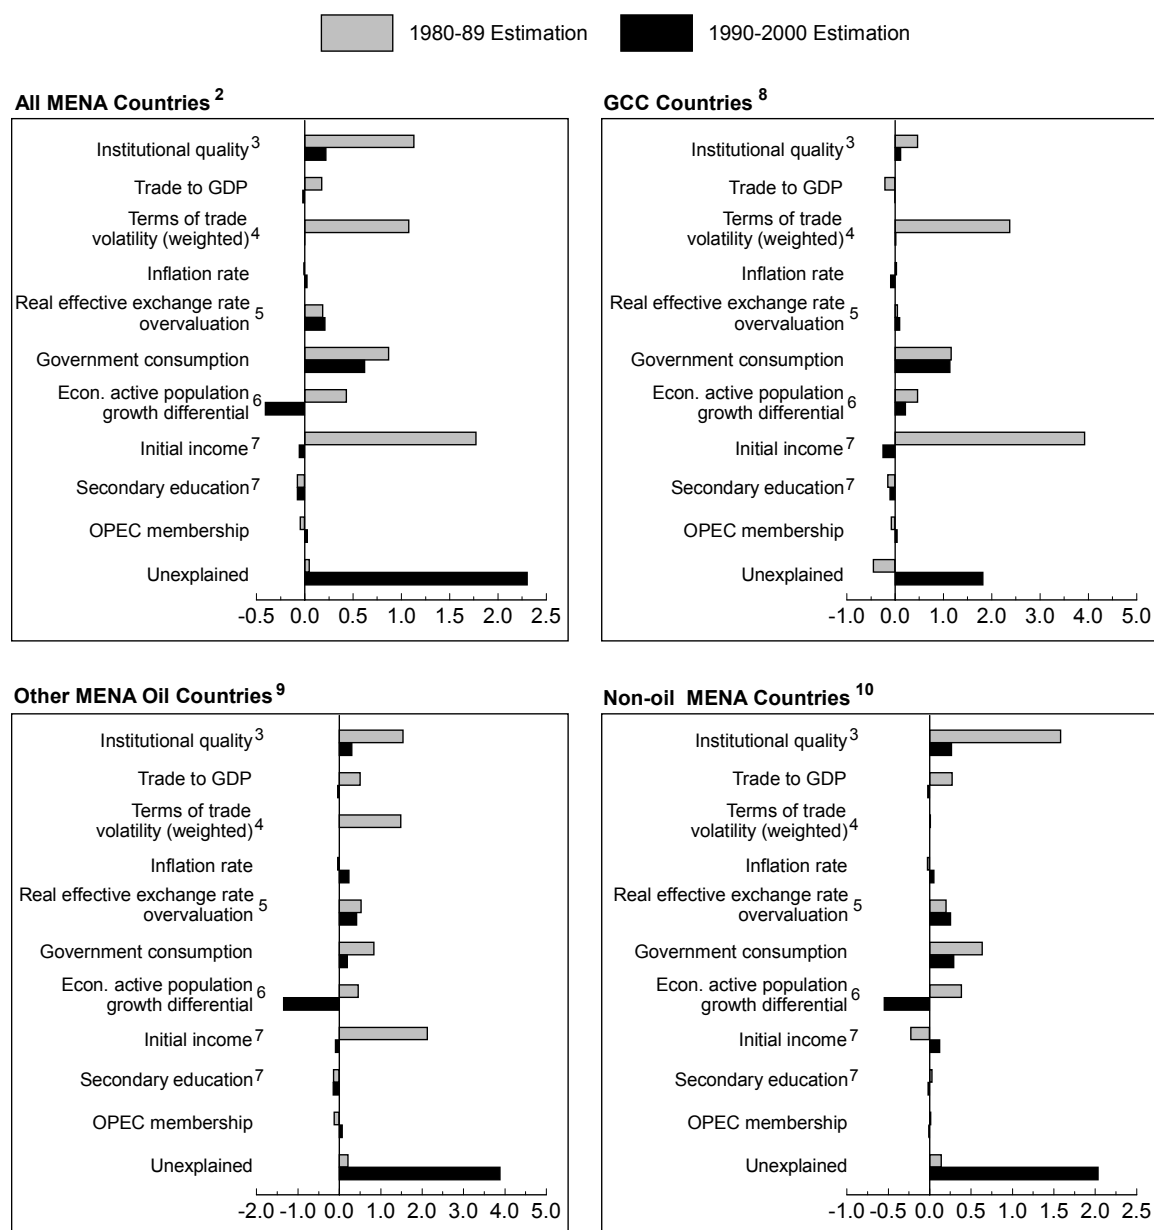 1980-89 Estimation 1990-2000 Estimation
All MENA Countries 2
Institutional quality 3
Trade to GDP
Terms of trade
volatility (weighted) 4
Inflation rate
Real effective exchange rate
overvaluation 5
Government consumption
Econ. active population
growth differential 6
Initial income 7
Secondary education 7
OPEC membership
Unexplained
-0.5 0.0 0.5 1.0 1.5 2.0 2.5
GCC Countries 8
Institutional quality 3
Trade to GDP
Terms of trade
volatility (weighted) 4
Inflation rate
Real effective exchange rate
overvaluation 5
Government consumption
Econ. active population
growth differential 6
Initial income 7
Secondary education 7
OPEC membership
Unexplained
-1.0 0.0 1.0 2.0 3.0 4.0 5.0
Other MENA Oil Countries 9
Institutional quality 3
Trade to GDP
Terms of trade
volatility (weighted) 4
Inflation rate
Real effective exchange rate
overvaluation 5
Government consumption
Econ. active population
growth differential 6
Initial income 7
Secondary education 7
OPEC membership
Unexplained
-2.0 -1.0 0.0 1.0 2.0 3.0 4.0 5.0
Non-oil MENA Countries 10
Institutional quality 3
Trade to GDP
Terms of trade
volatility (weighted) 4
Inflation rate
Real effective exchange rate
overvaluation 5
Government consumption
Econ. active population
growth differential 6
Initial income 7
Secondary education 7
OPEC membership
Unexplained
-1.0 -0.5 0.0 0.5 1.0 1.5 2.0 2.5